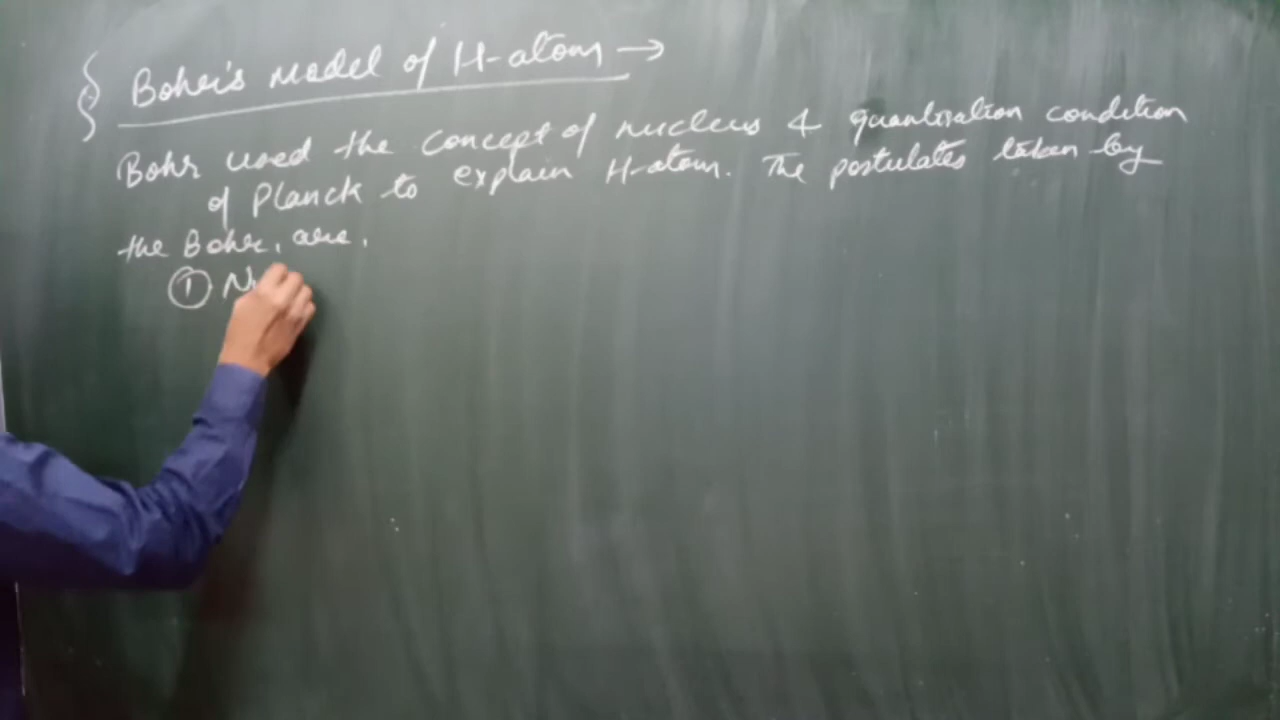 Bohr's model of H-atom →
Bohr used the concept of nucleus & quantisation condition
of Planck to explain H-atom. The postulates taken by
the Bohr, are,
① N